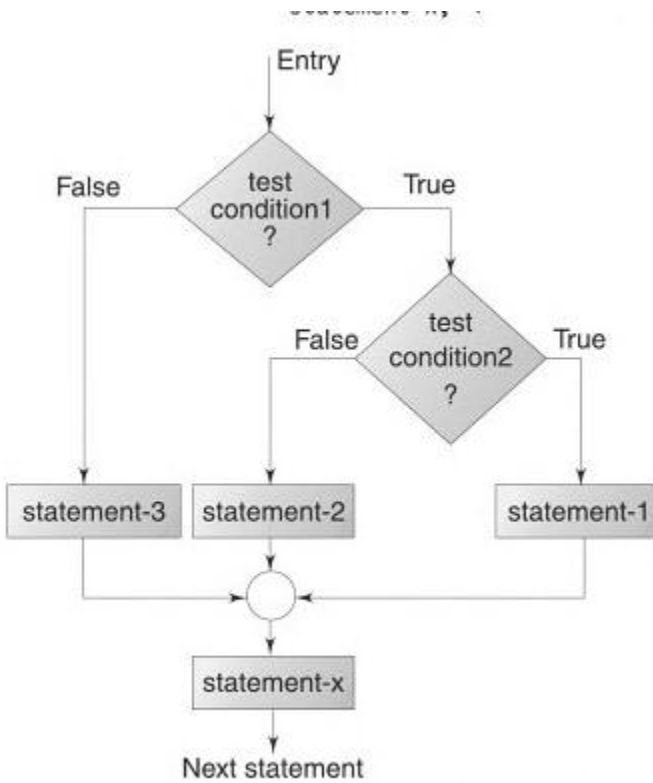 Entry
False
test
condition1
?
True
False
test
condition2
?
True
statement-3
statement-2
statement-1
statement-x
Next statement